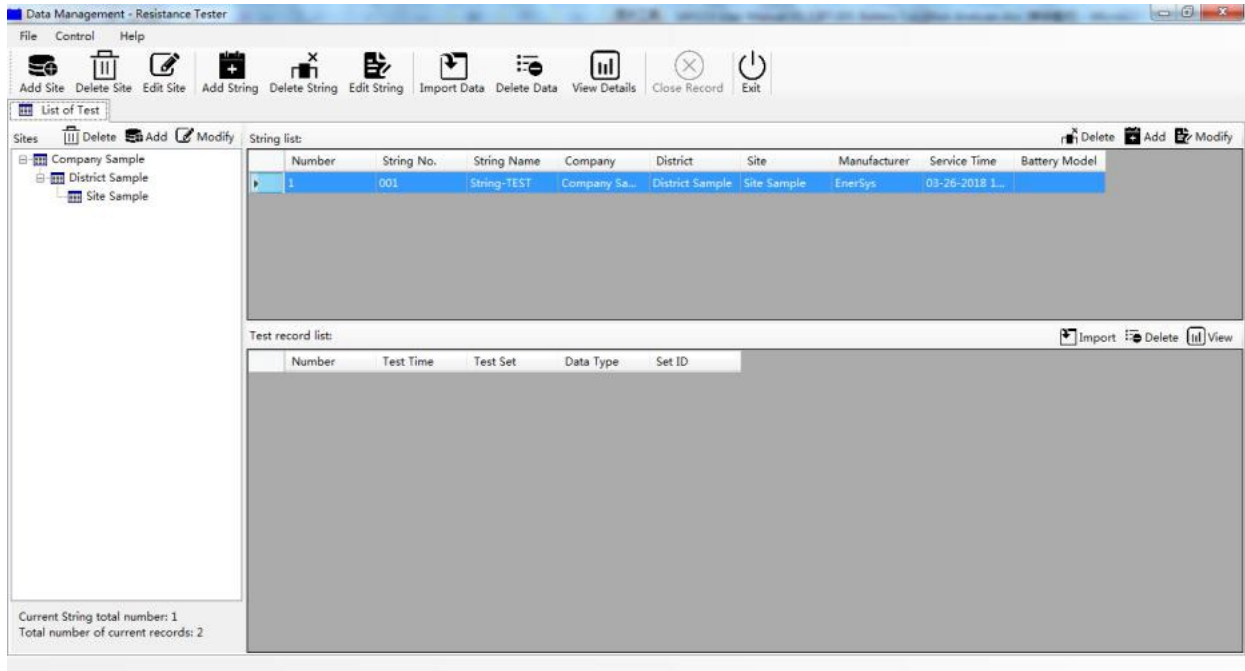 Data Management - Resistance Tester
File Control Help
Add Site Delete Site Edit Site Add String Delete String Edit String Import Data Delete Data View Details Close Record Exit
List of Test
Sites Delete Add Modify String list: Delete Add Modify
Number String No. String Name Company District Site Manufacturer Service Time Battery Model
1 001 String-TEST Company Sa... District Sample Site Sample EnerSys 03-26-2018 1...
Company Sample
District Sample
Site Sample
Test record list: Import Delete View
Number Test Time Test Set Data Type Set ID
Current String total number: 1
Total number of current records: 2